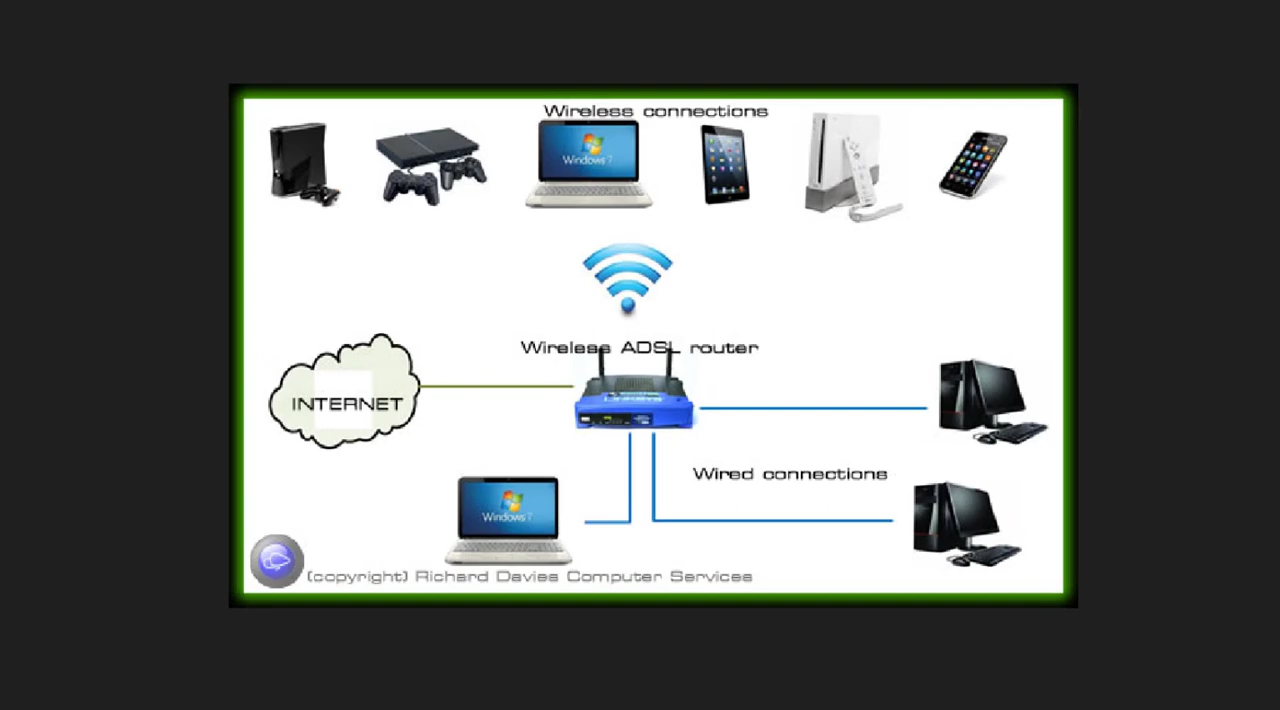 Wireless connections
Windows 7
Wireless ADSL router
INTERNET
Wired connections
Windows 7
(copyright) Richard Davies Computer Services